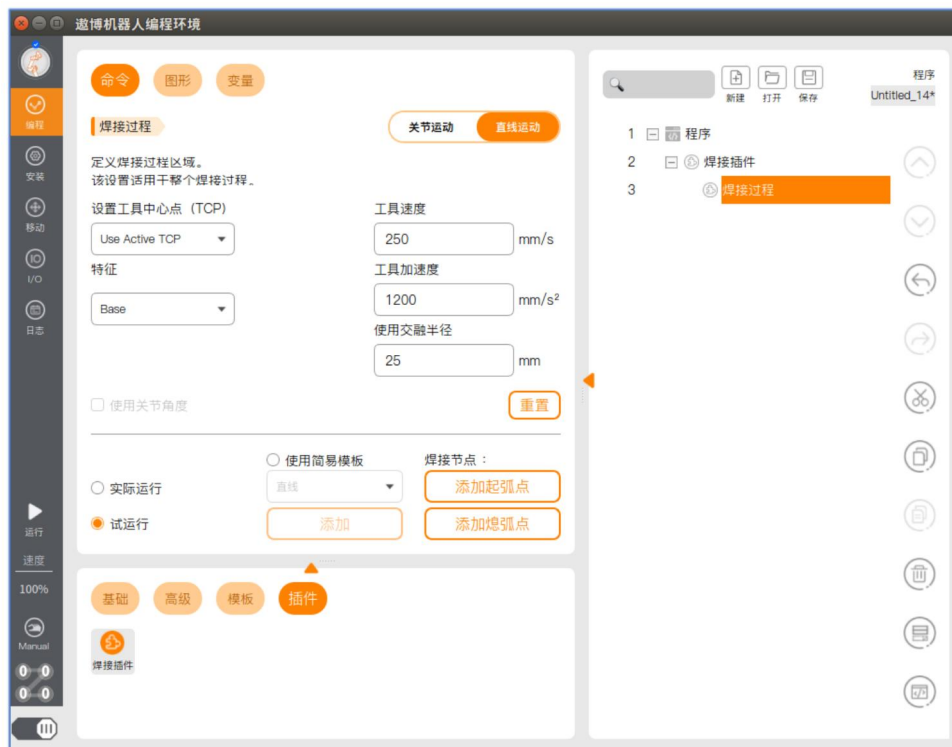 遨博机器人编程环境
编程
安装
移动
I/O
日志
运行
速度
100%
Manual
0 0
0 0
命令 图形 变量
焊接过程
关节运动 直线运动
定义焊接过程区域。
该设置适用于整个焊接过程。
设置工具中心点（TCP）
工具速度
Use Active TCP
250 mm/s
特征
工具加速度
Base
1200 mm/s²
使用交融半径
25 mm
使用关节角度
重置
使用简易模板
焊接节点：
实际运行
直线
添加起弧点
试运行
添加
添加熄弧点
基础 高级 模板 插件
焊接插件
新建 打开 保存
程序
Untitled_14*
1 程序
2 焊接插件
3 焊接过程